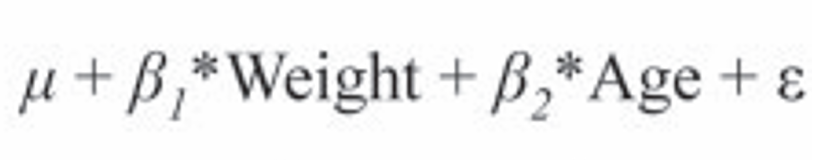 μ + β₁*Weight + β₂*Age + ε